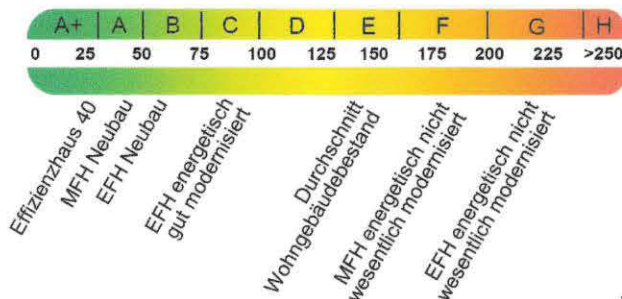 A+ A B C D E F G H
0 25 50 75 100 125 150 175 200 225 >250
Effizienzhaus 40
MFH Neubau
EFH Neubau
EFH energetisch
gut modernisiert
Durchschnitt
Wohngebäudebestand
MFH energetisch nicht
wesentlich modernisiert
EFH energetisch nicht
wesentlich modernisiert